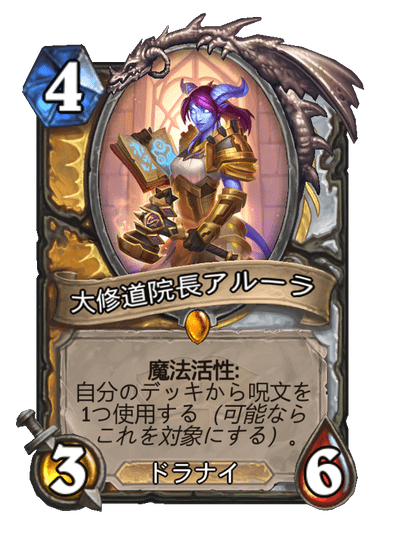 4
大修道院長アルーラ
魔法活性:
自分のデッキから呪文を
1つ使用する（可能なら
これを対象にする）。
3
ドラナイ
6